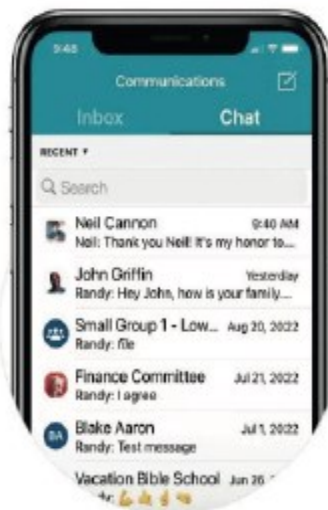 9:48
Communications
Inbox Chat
RECENT ▾
Search
Neil Cannon 9:40 AM
Neil: Thank you Neil! It's my honor to...
John Griffin Yesterday
Randy: Hey John, how is your family....
Small Group 1 - Low... Aug 20, 2022
Randy: file
Finance Committee Jul 21, 2022
Randy: I agree
BA Blake Aaron Jul 1, 2022
Randy: Test message
Vacation Bible School Jun 26,